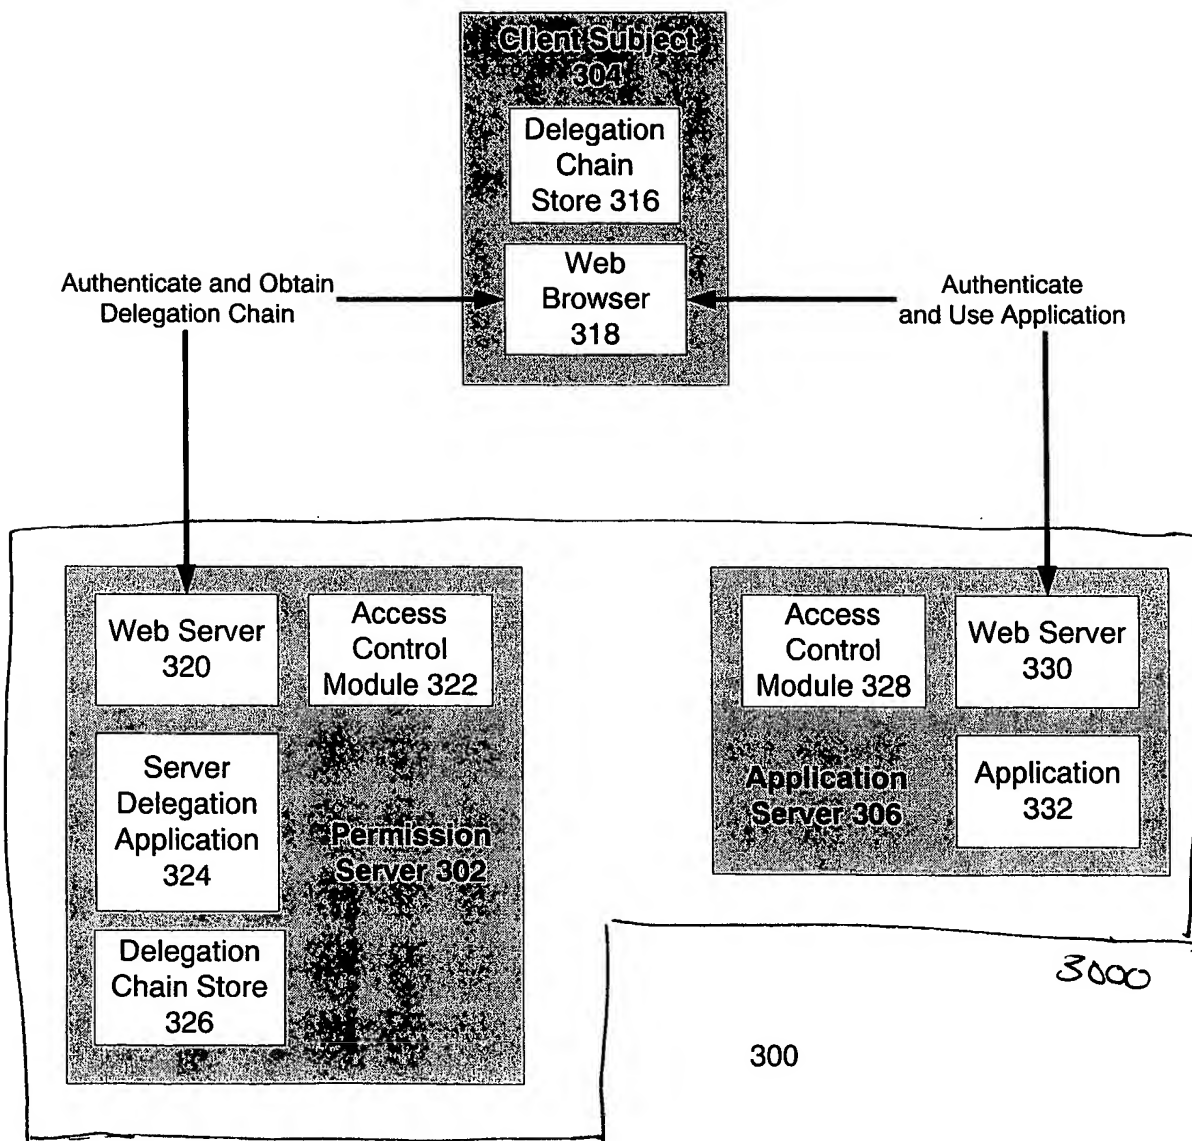 Client Subject
304
Delegation
Chain
Store 316
Web
Browser
318
Authenticate and Obtain
Delegation Chain
Authenticate
and Use Application
Web Server
320
Access
Control
Module 322
Server
Delegation
Application
324
Permission
Server 302
Delegation
Chain Store
326
Access
Control
Module 328
Web Server
330
Application
Server 306
Application
332
3000
300